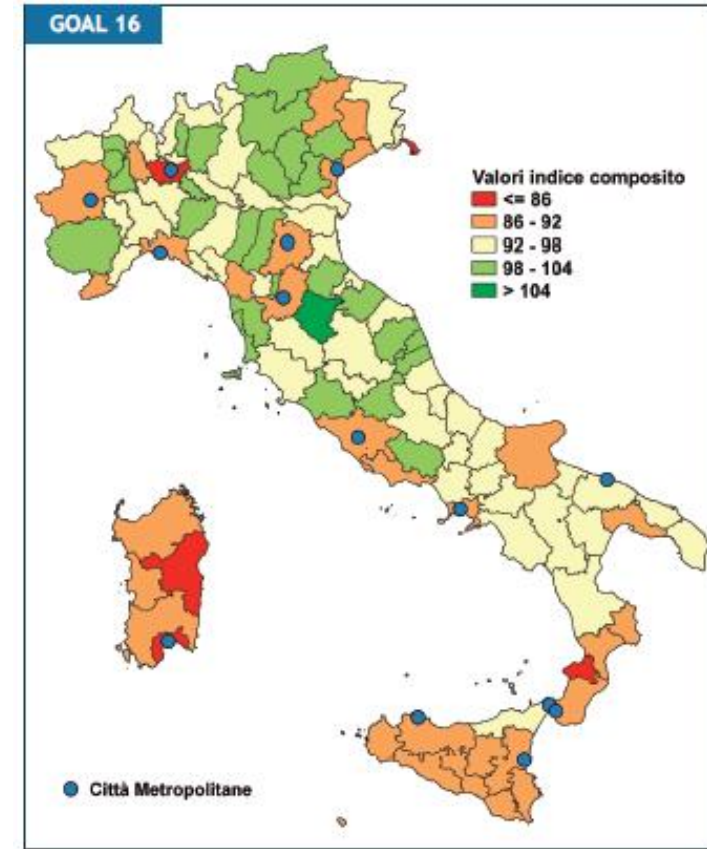 GOAL 16
Valori indice composito
<= 86
86 - 92
92 - 98
98 - 104
> 104
Città Metropolitane